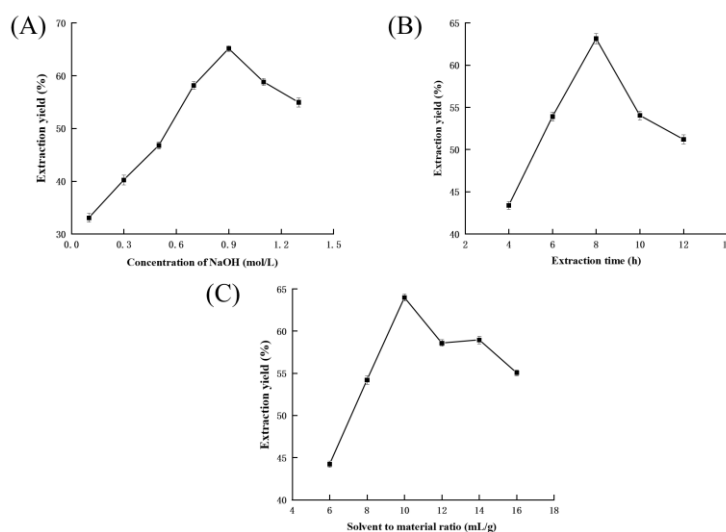 (A)
70
60
50
40
30
Extraction yield (%)
0.0 0.3 0.6 0.9 1.2 1.5
Concentration of NaOH (mol/L)
(B)
65
60
55
50
45
40
Extraction yield (%)
2 4 6 8 10 12 1
Extraction time (h)
(C)
65
60
55
50
45
40
Extraction yield (%)
4 6 8 10 12 14 16 18
Solvent to material ratio (mL/g)